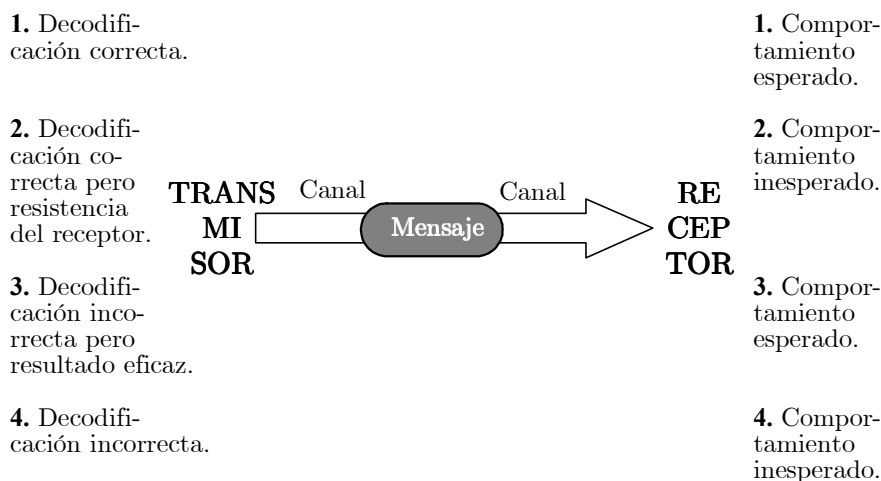 1. Decodifi-
cación correcta.
2. Decodifi-
cación co-
rrecta pero
resistencia
del receptor.
3. Decodifi-
cación inco-
rrecta pero
resultado eficaz.
4. Decodifi-
cación incorrecta.
TRANS
MI
SOR
Canal
Mensaje
Canal
RE
CEP
TOR
1. Compor-
tamiento
esperado.
2. Compor-
tamiento
inesperado.
3. Compor-
tamiento
esperado.
4. Compor-
tamiento
inesperado.